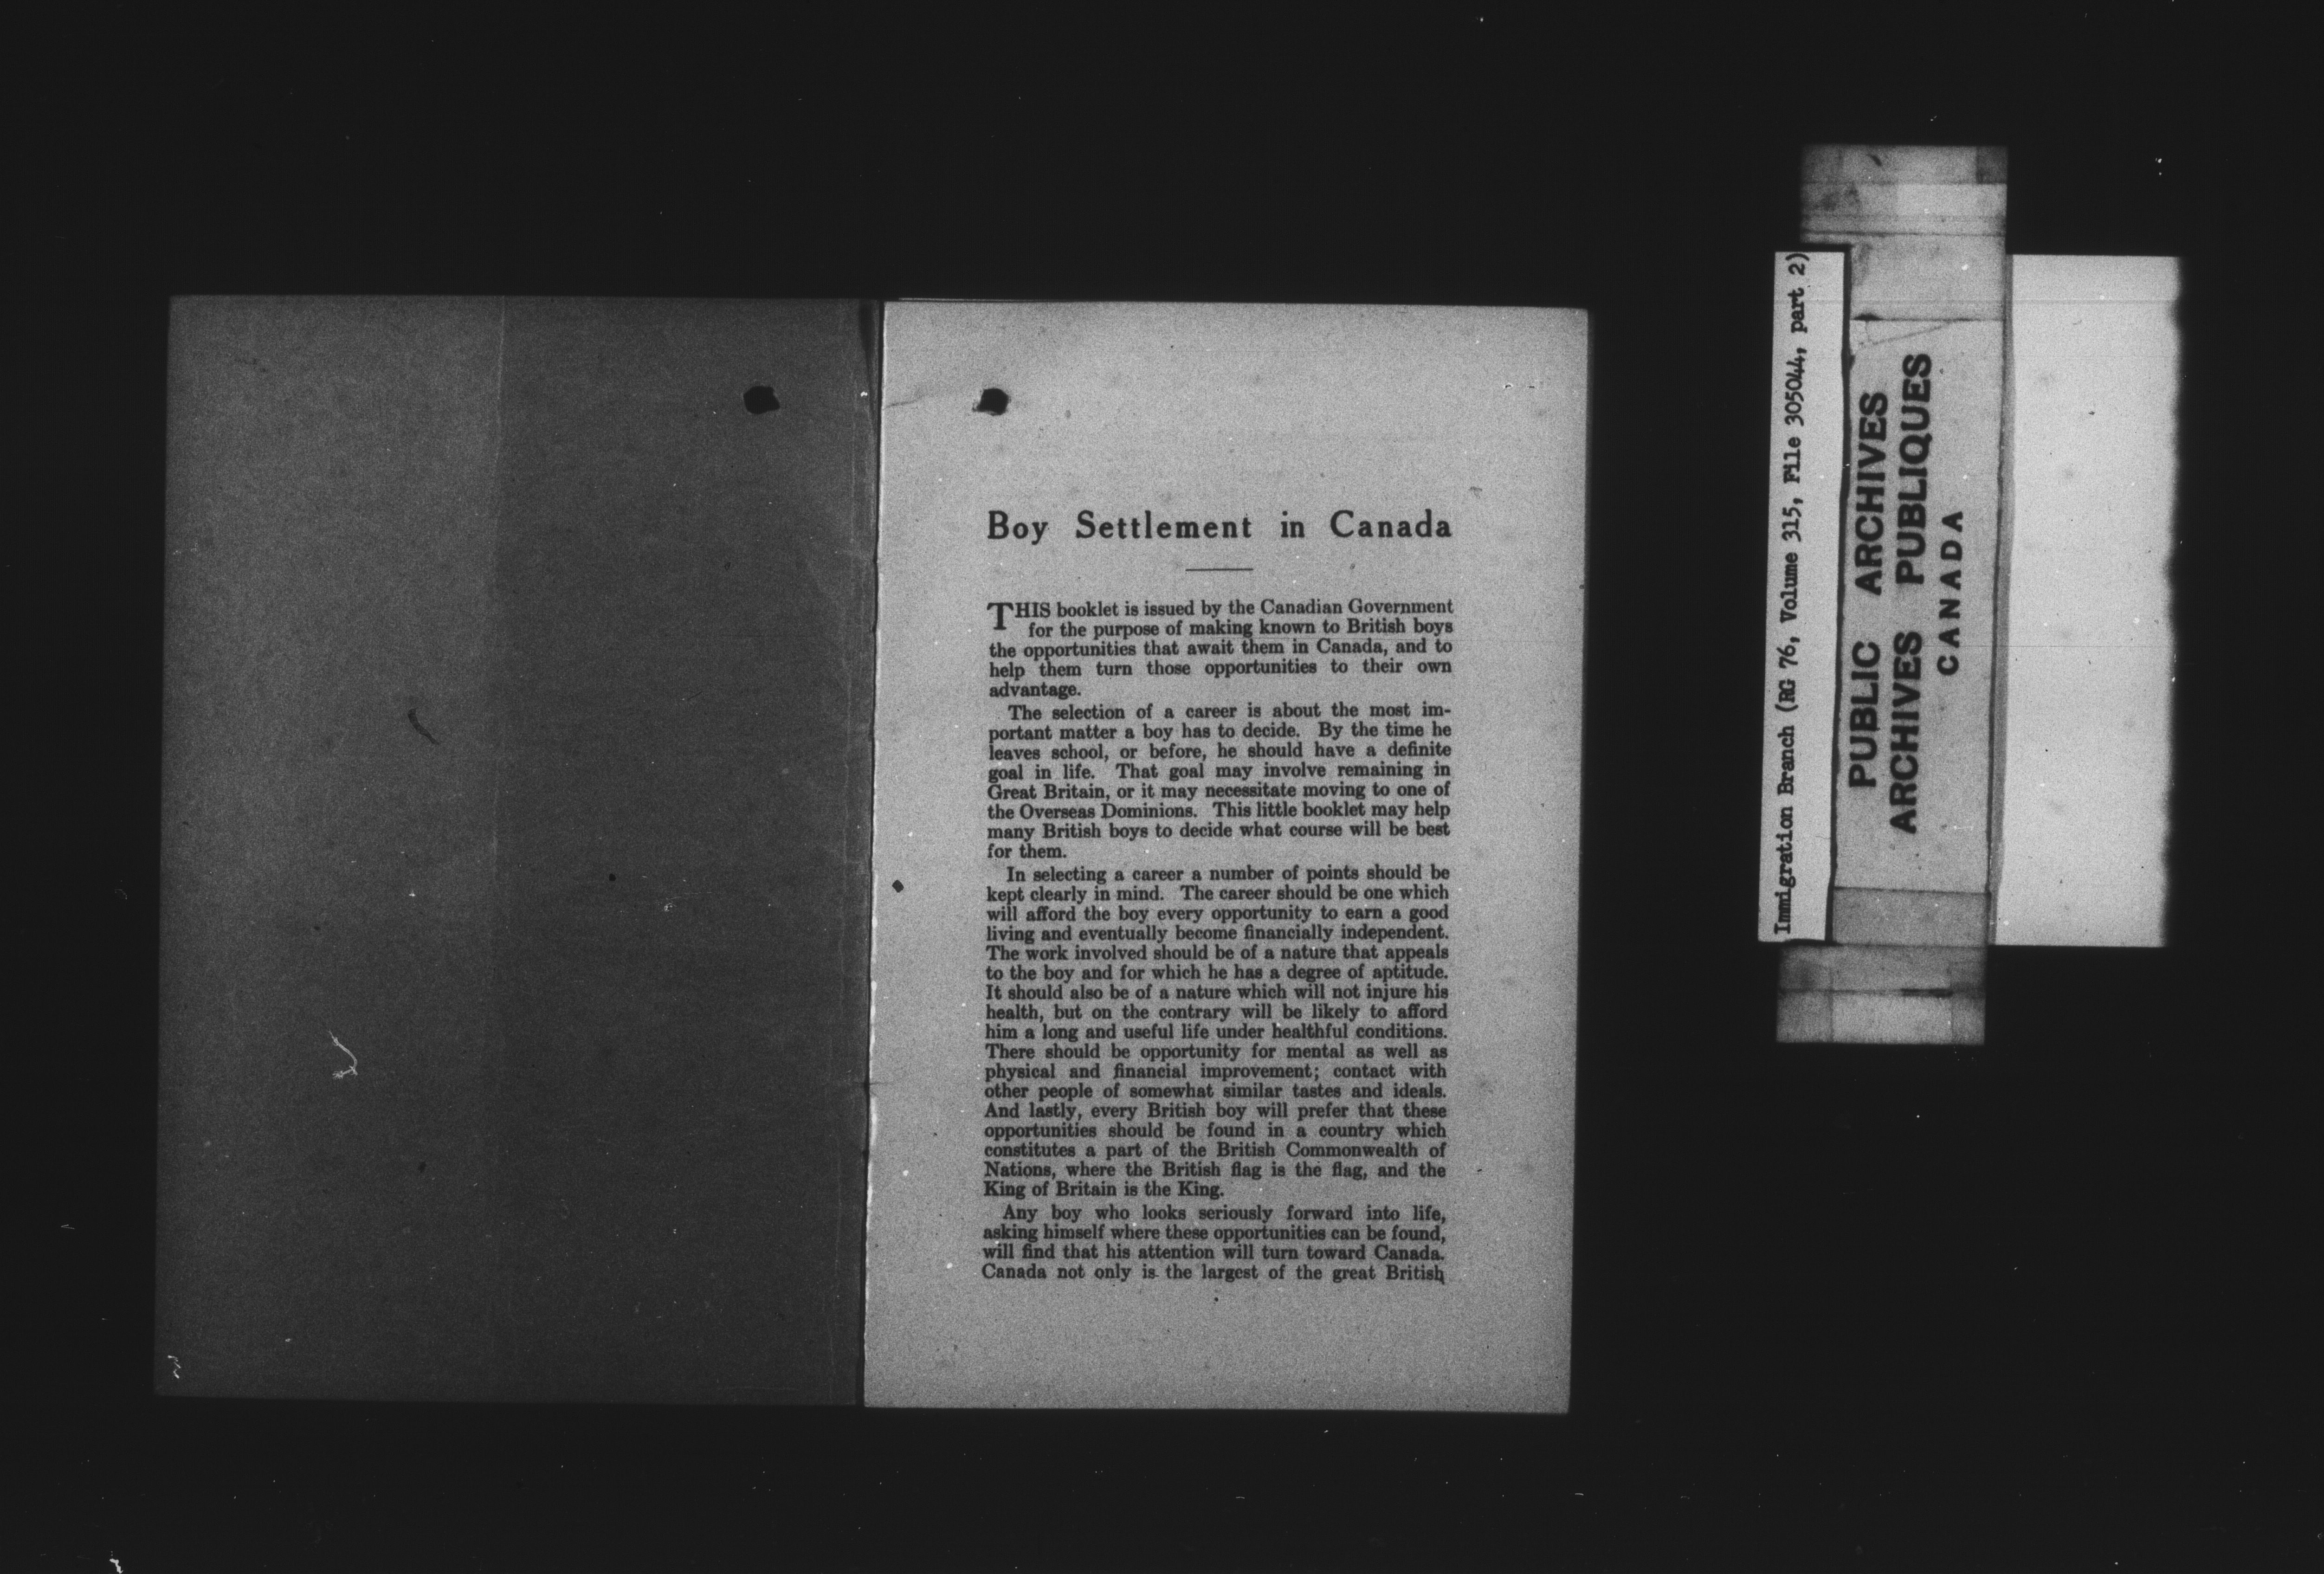 Boy Settlement in Canada
THIS booklet is issued by the Canadian Government
for the purpose of making known to British boys
the opportunities that await them in Canada, and to
help them turn those opportunities to their own
advantage.
The selection of a career is about the most im-
portant matter a boy has to decide. By the time he
leaves school, or before, he should have a definite
goal in life. That goal may involve remaining in
Great Britain, or it may necessitate moving to one of
the Overseas Dominions. This little booklet may help
many British boys to decide what course will be best
for them.
In selecting a career a number of points should be
kept clearly in mind. The career should be one which
will afford the boy every opportunity to earn a good
living and eventually become financially independent.
The work involved should be of a nature that appeals
to the boy and for which he has a degree of aptitude.
It should also be of a nature which will not injure his
health, but on the contrary will be likely to afford
him a long and useful life under healthful conditions.
There should be opportunity for mental as well as
physical and financial improvement; contact with
other people of somewhat similar tastes and ideals.
And lastly, every British boy will prefer that these
opportunities should be found in a country which
constitutes a part of the British Commonwealth of
Nations, where the British flag is the flag, and the
King of Britain is the King.
Any boy who looks seriously forward into life,
asking himself where these opportunities can be found,
will find that his attention will turn toward Canada.
Canada not only is the largest of the great British
Immigration Branch (RG 76, Volume 315, File 305044, part 2)
PUBLIC ARCHIVES
ARCHIVES PUBLIQUES
CANADA